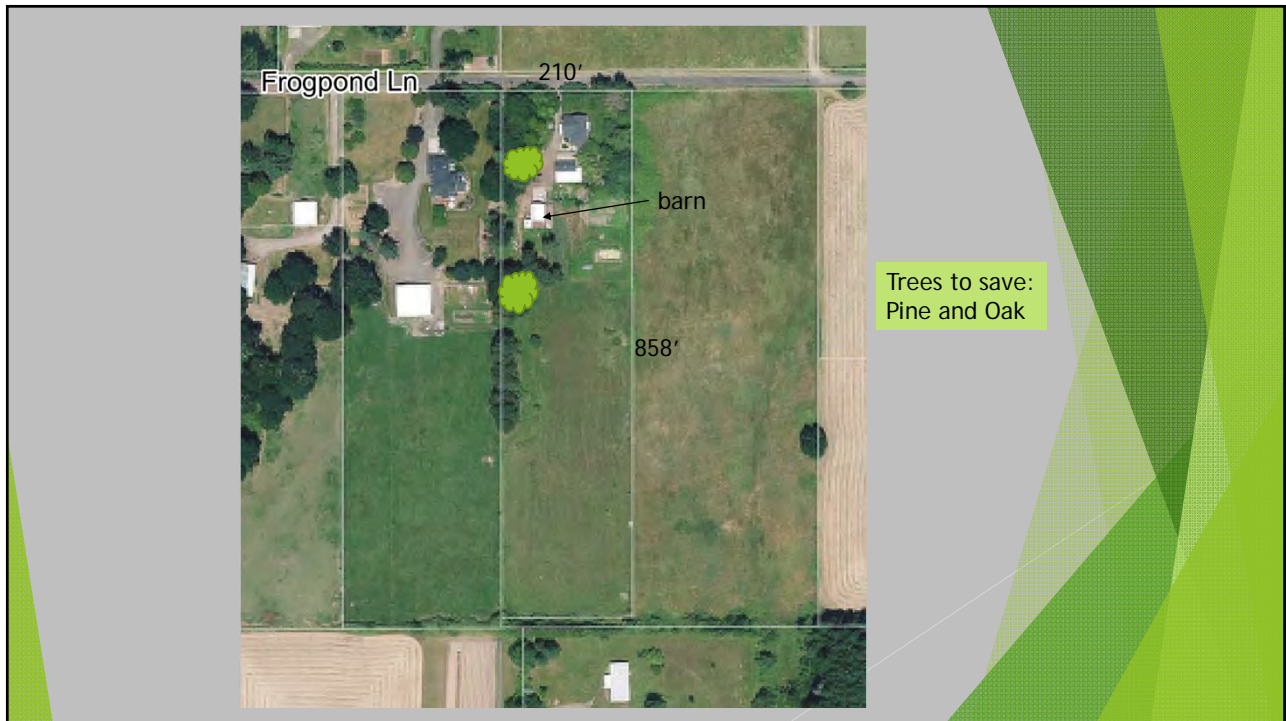 210’
Frogpond Ln
barn
Trees to save:
Pine and Oak
858’